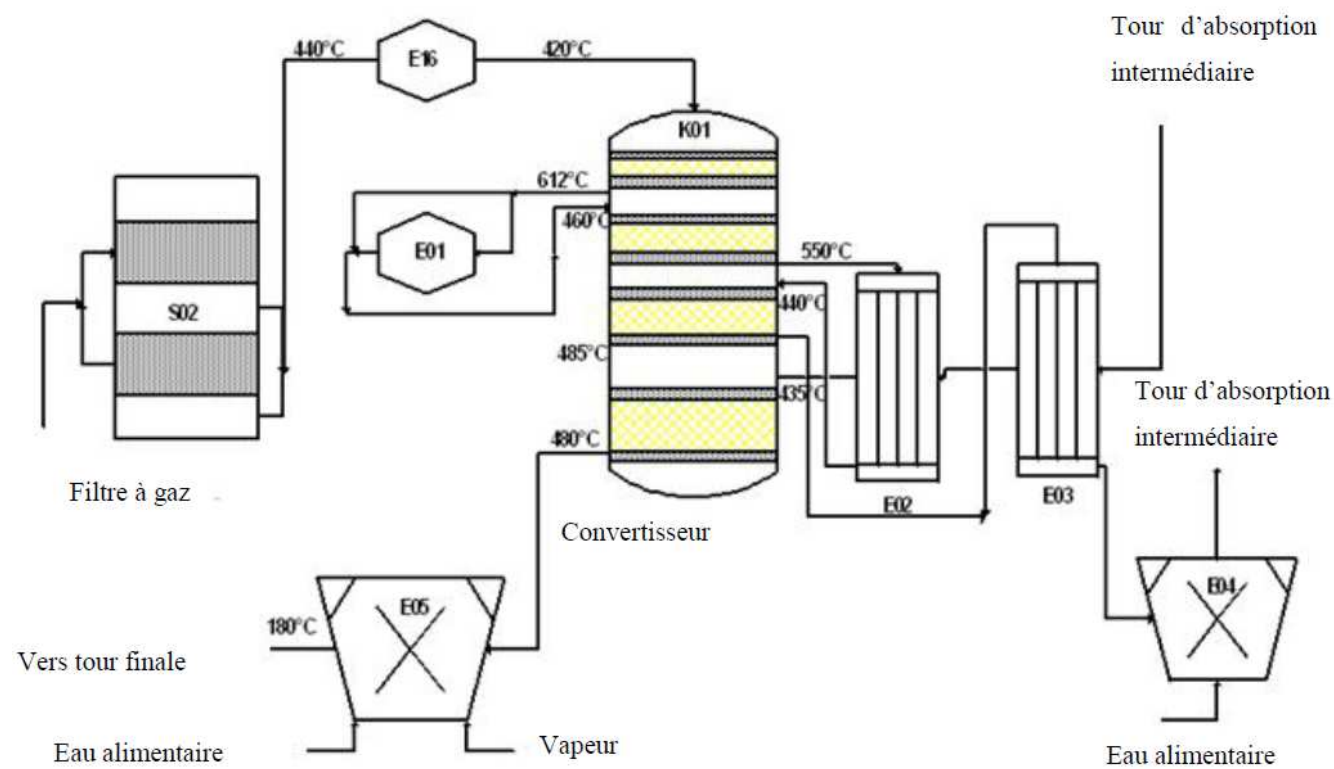 Tour d'absorption
intermédiaire
440°C
E16
420°C
K01
612°C
460°C
E01
550°C
S02
440°C
485°C
435°C
Tour d'absorption
intermédiaire
480°C
Filtre à gaz
E02
E03
Convertisseur
E05
E04
180°C
Vers tour finale
Eau alimentaire
Vapeur
Eau alimentaire